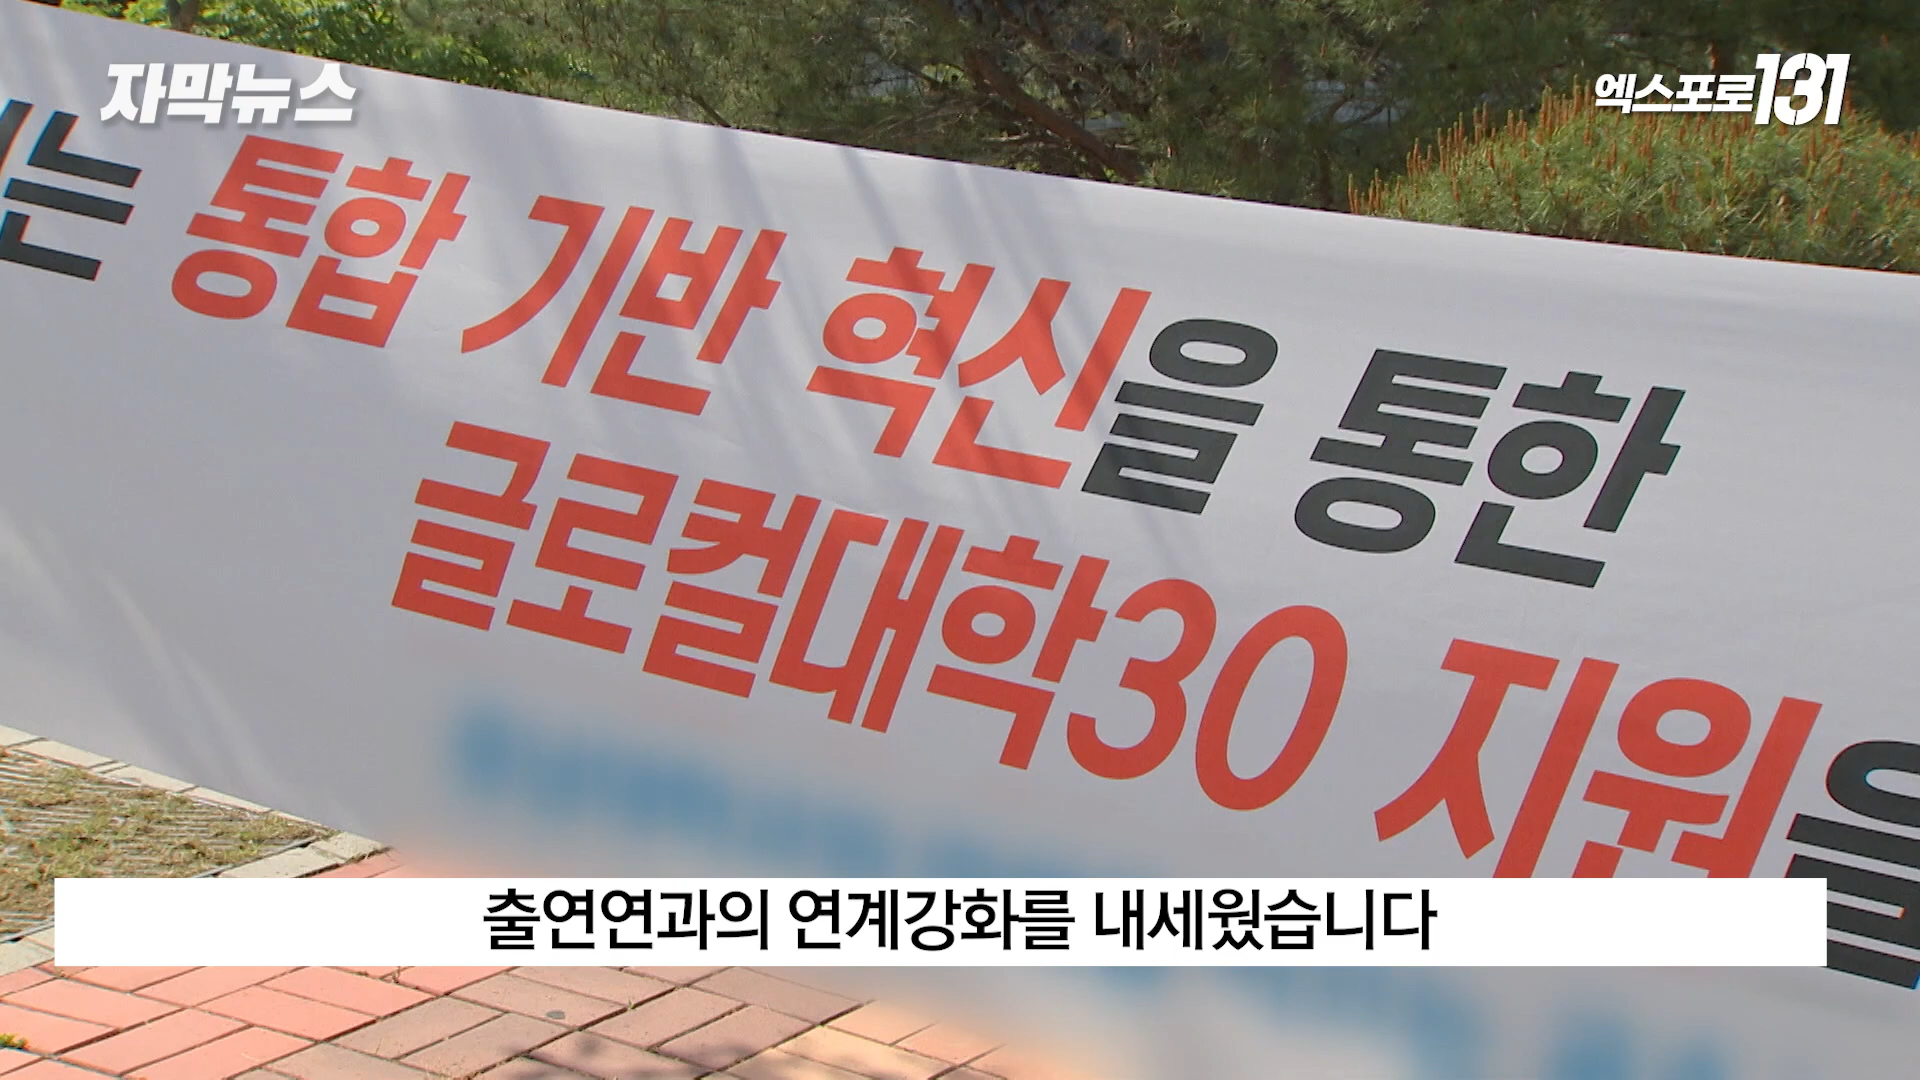 자막뉴스
엑스포로131
는 통합 기반 혁신을 통한
글로컬대학30 지원을
출연연과의 연계강화를 내세웠습니다